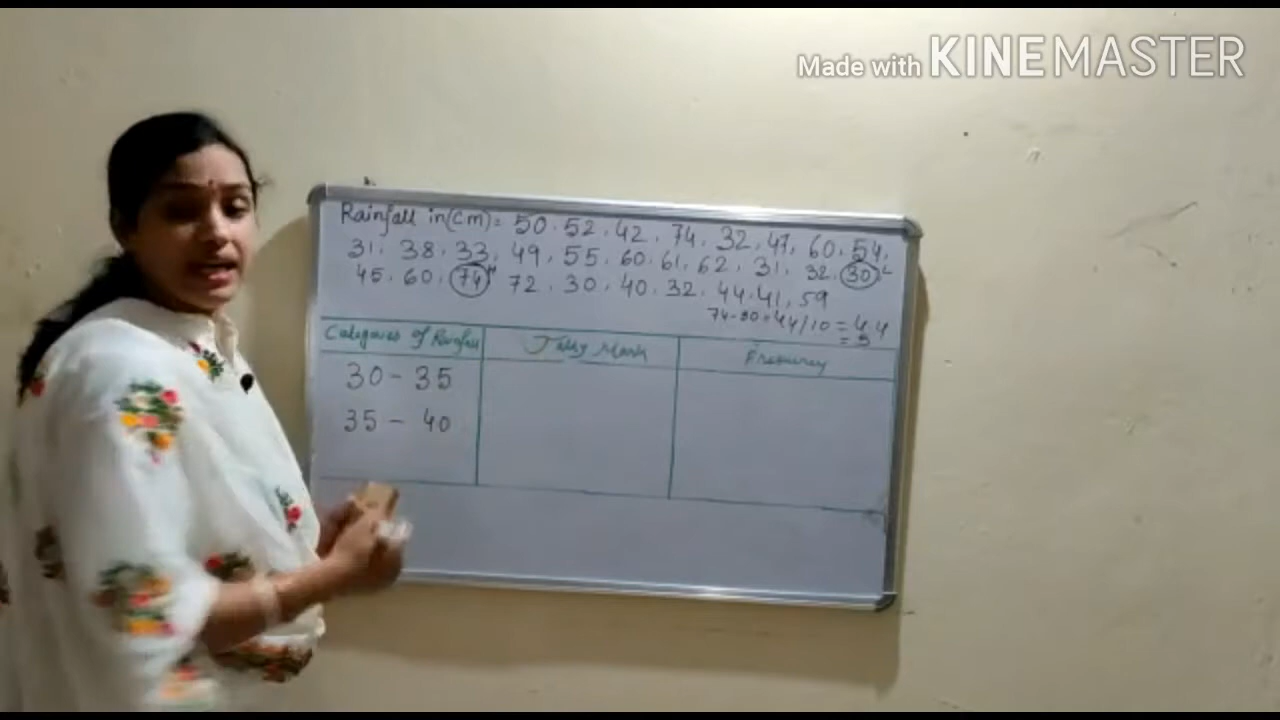 Made with KINEMASTER
Rainfall in(cm)= 50, 52, 42, 74, 32, 47, 60, 54,
31, 38, 33, 49, 55, 60, 61, 62, 31, 32, 30 L
45, 60, 74 H 72, 30, 40, 32, 44, 41, 59
74-30=44/10 = 4.4
= 5
Categories of Rainfall Tally Mark Frequency
30 - 35
35 - 40